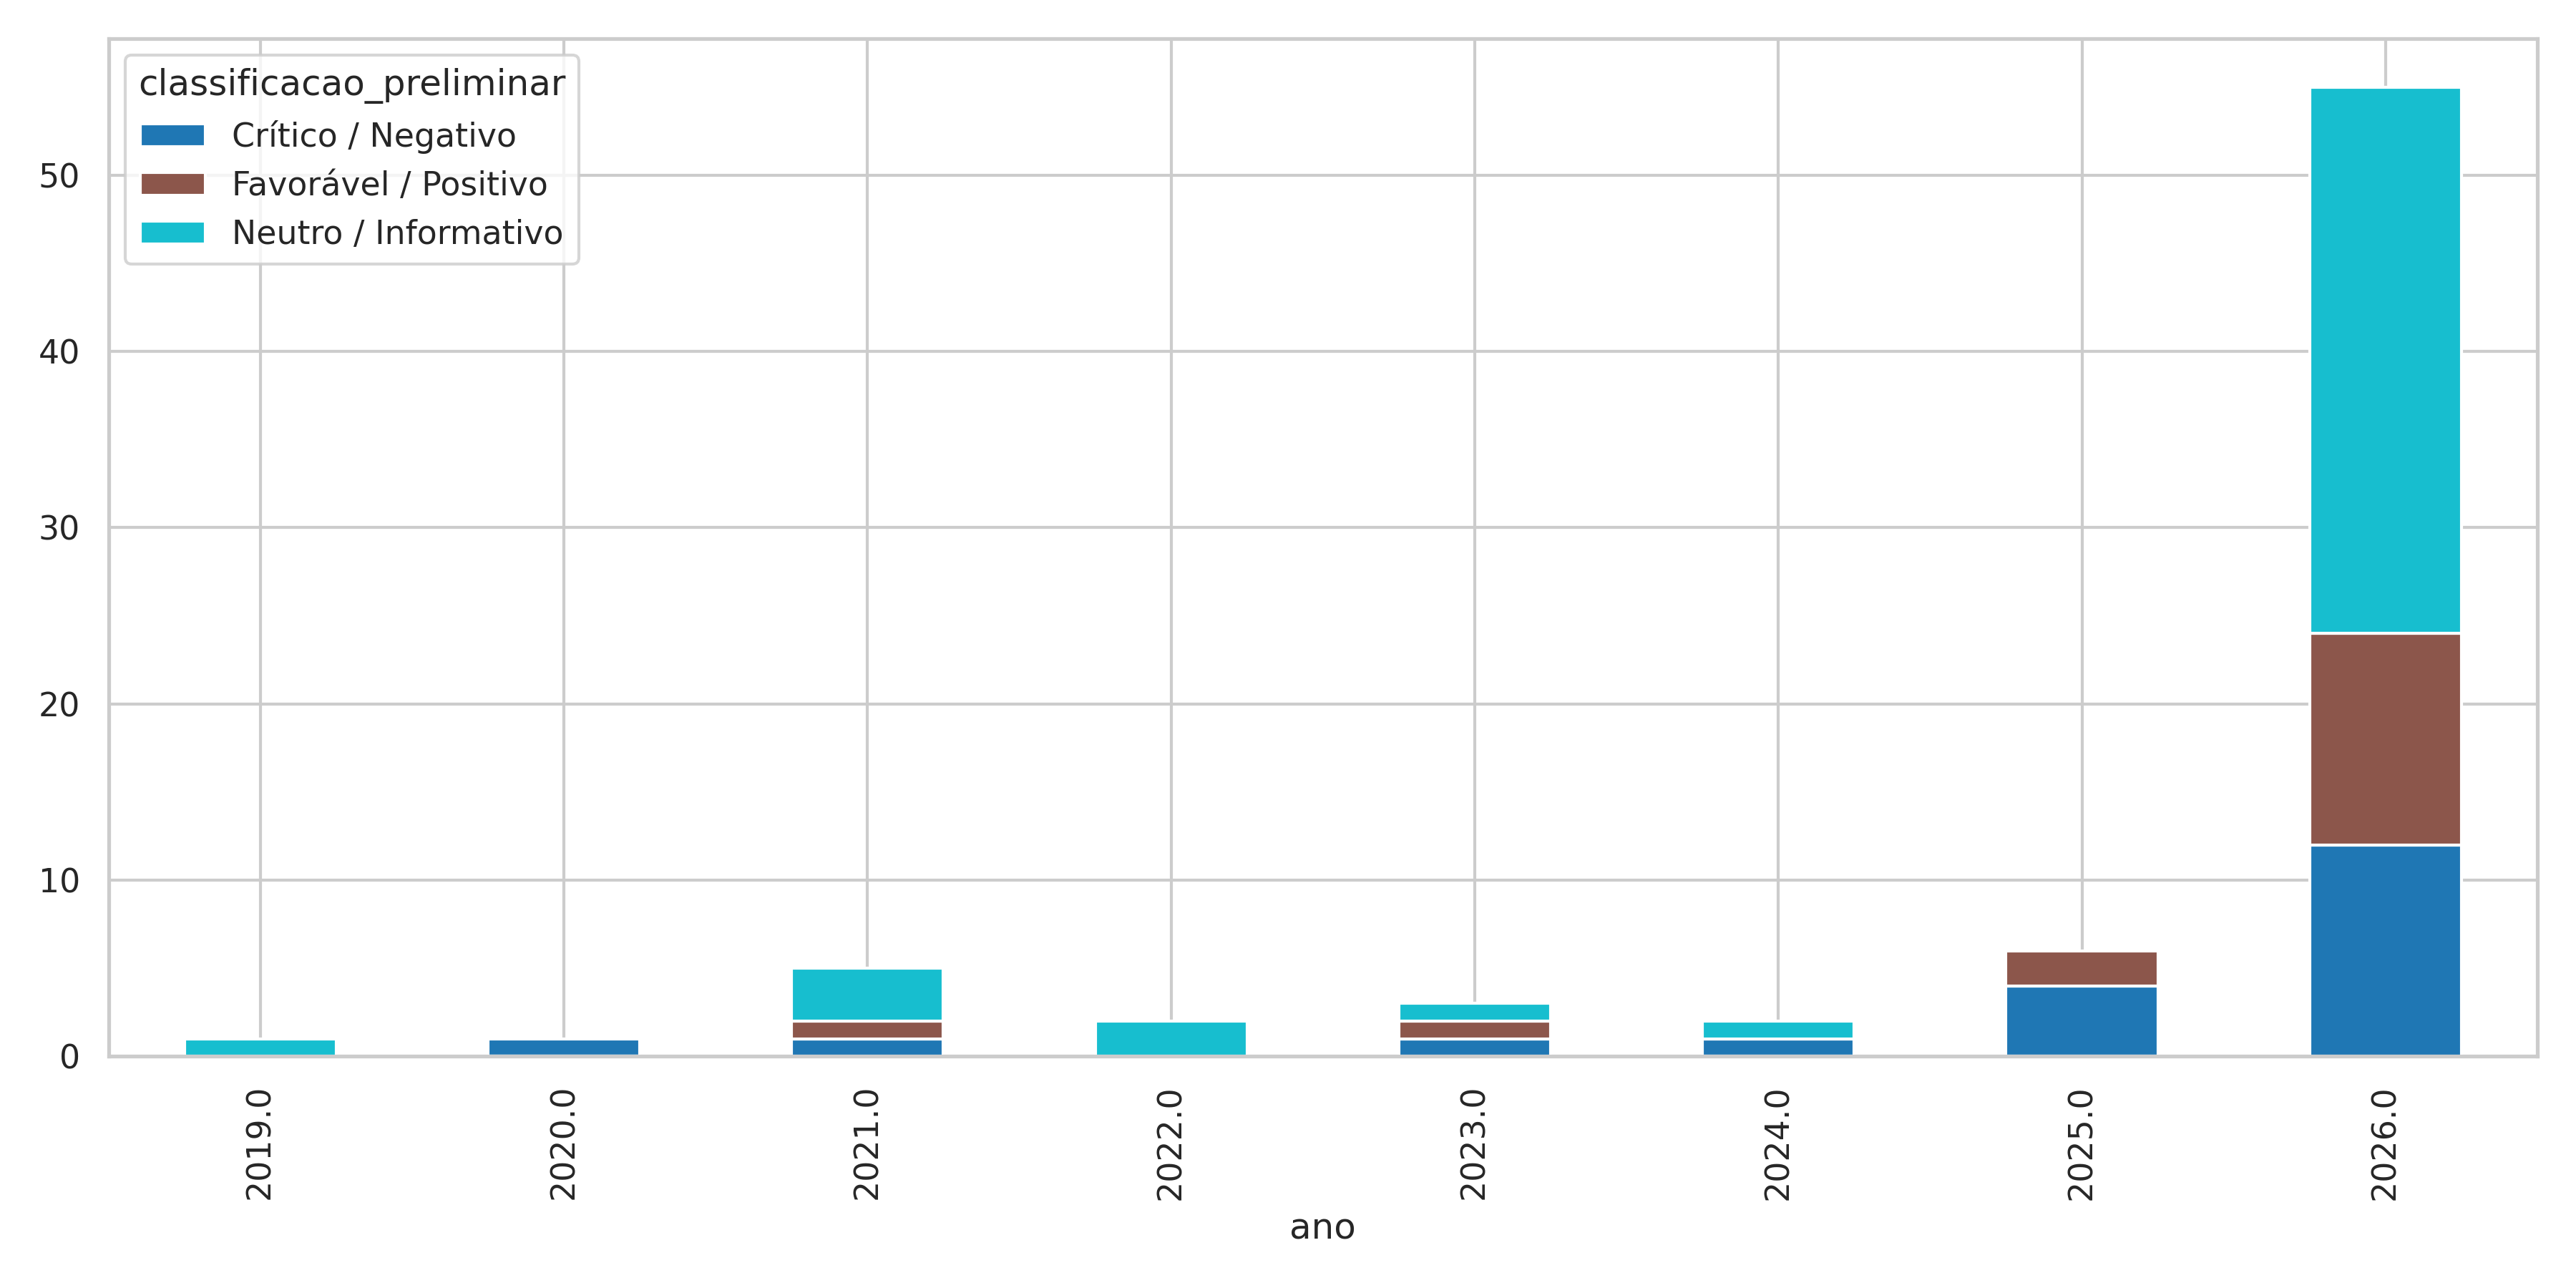 classificacao_preliminar
Crítico / Negativo
Favorável / Positivo
Neutro / Informativo
50
40
30
20
10
0
2019.0
2020.0
2021.0
2022.0
2023.0
2024.0
2025.0
2026.0
ano